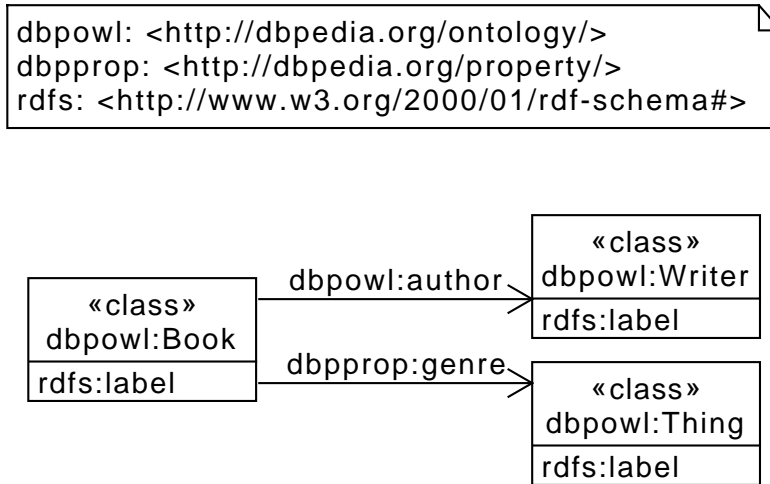 dbpowl: <http://dbpedia.org/ontology/>
dbpprop: <http://dbpedia.org/property/>
rdfs: <http://www.w3.org/2000/01/rdf-schema#>
«class»
dbpowl:Book
rdfs:label
dbpowl:author
«class»
dbpowl:Writer
rdfs:label
dbpprop:genre
«class»
dbpowl:Thing
rdfs:label